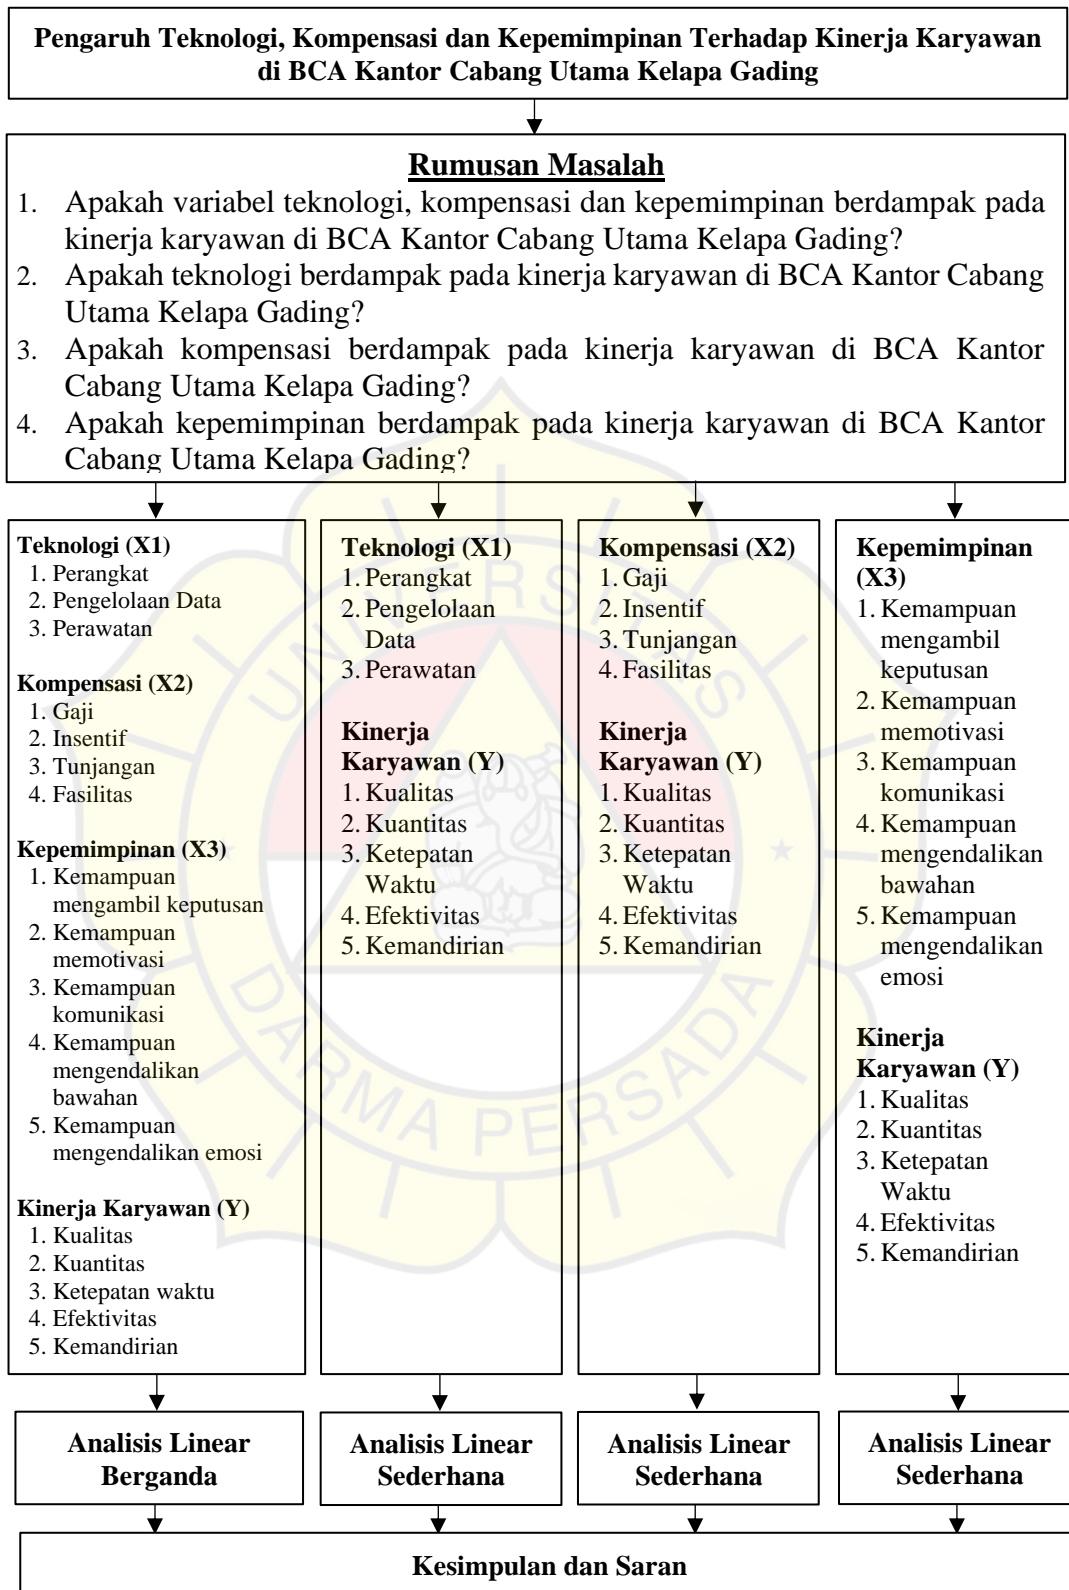 Pengaruh Teknologi, Kompensasi dan Kepemimpinan Terhadap Kinerja Karyawan
di BCA Kantor Cabang Utama Kelapa Gading
Rumusan Masalah
1. Apakah variabel teknologi, kompensasi dan kepemimpinan berdampak pada
kinerja karyawan di BCA Kantor Cabang Utama Kelapa Gading?
2. Apakah teknologi berdampak pada kinerja karyawan di BCA Kantor Cabang
Utama Kelapa Gading?
3. Apakah kompensasi berdampak pada kinerja karyawan di BCA Kantor
Cabang Utama Kelapa Gading?
4. Apakah kepemimpinan berdampak pada kinerja karyawan di BCA Kantor
Cabang Utama Kelapa Gading?
Teknologi (X1)
1. Perangkat
2. Pengelolaan Data
3. Perawatan
Kompensasi (X2)
1. Gaji
2. Insentif
3. Tunjangan
4. Fasilitas
Kepemimpinan (X3)
1. Kemampuan
mengambil keputusan
2. Kemampuan
memotivasi
3. Kemampuan
komunikasi
4. Kemampuan
mengendalikan
bawahan
5. Kemampuan
mengendalikan emosi
Kinerja Karyawan (Y)
1. Kualitas
2. Kuantitas
3. Ketepatan waktu
4. Efektivitas
5. Kemandirian
Teknologi (X1)
1. Perangkat
2. Pengelolaan
Data
3. Perawatan
Kinerja
Karyawan (Y)
1. Kualitas
2. Kuantitas
3. Ketepatan
Waktu
4. Efektivitas
5. Kemandirian
Kompensasi (X2)
1. Gaji
2. Insentif
3. Tunjangan
4. Fasilitas
Kinerja
Karyawan (Y)
1. Kualitas
2. Kuantitas
3. Ketepatan
Waktu
4. Efektivitas
5. Kemandirian
Kepemimpinan
(X3)
1. Kemampuan
mengambil
keputusan
2. Kemampuan
memotivasi
3. Kemampuan
komunikasi
4. Kemampuan
mengendalikan
bawahan
5. Kemampuan
mengendalikan
emosi
Kinerja
Karyawan (Y)
1. Kualitas
2. Kuantitas
3. Ketepatan
Waktu
4. Efektivitas
5. Kemandirian
Analisis Linear
Berganda
Analisis Linear
Sederhana
Analisis Linear
Sederhana
Analisis Linear
Sederhana
Kesimpulan dan Saran
UNIVERSITAS
DARMA PERSADA